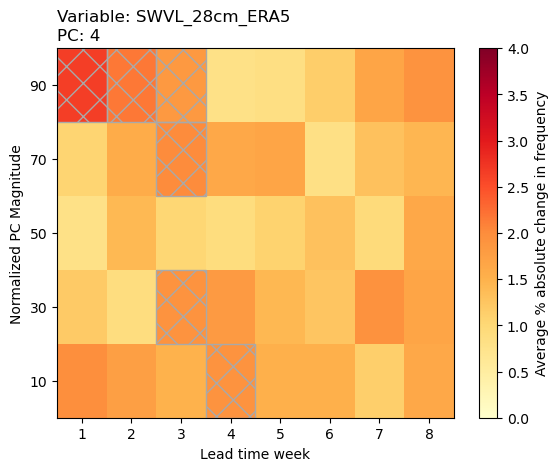 Variable: SWVL_28cm_ERA5
PC: 4
Normalized PC Magnitude
90
70
50
30
10
1 2 3 4 5 6 7 8
Lead time week
4.0
3.5
3.0
2.5
2.0
1.5
1.0
0.5
0.0
Average % absolute change in frequency